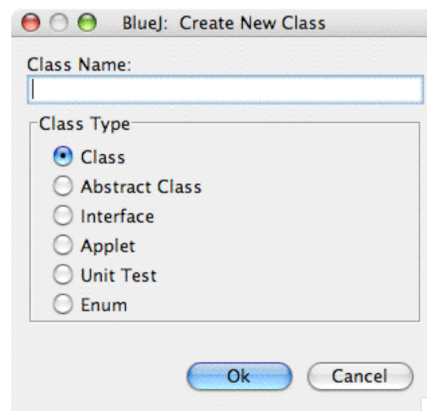 BlueJ: Create New Class
Class Name:
Class Type
Class
Abstract Class
Interface
Applet
Unit Test
Enum
Ok Cancel